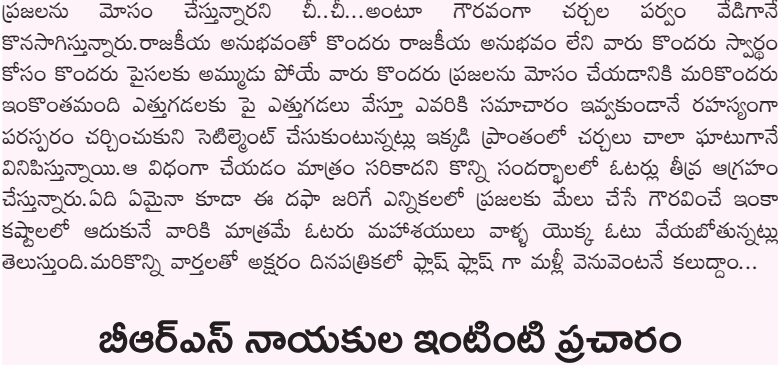 ప్రజలను మోసం చేస్తున్నారని చీ..చీ...అంటూ గౌరవంగా చర్చల పర్వం వేడిగానే
కొనసాగిస్తున్నారు.రాజకీయ అనుభవంతో కొందరు రాజకీయ అనుభవం లేని వారు కొందరు స్వార్థం
కోసం కొందరు పైసలకు అమ్ముడు పోయే వారు కొందరు ప్రజలను మోసం చేయడానికి మరికొందరు
ఇంకొంతమంది ఎత్తుగడలకు పై ఎత్తుగడలు వేస్తూ ఎవరికి సమాచారం ఇవ్వకుండానే రహస్యంగా
పరస్పరం చర్చించుకుని సెటిల్మెంట్ చేసుకుంటున్నట్లు ఇక్కడి ప్రాంతంలో చర్చలు చాలా ఘాటుగానే
వినిపిస్తున్నాయి.ఆ విధంగా చేయడం మాత్రం సరికాదని కొన్ని సందర్భాలలో ఓటర్లు తీవ్ర ఆగ్రహం
చేస్తున్నారు.ఏది ఏమైనా కూడా ఈ దఫా జరిగే ఎన్నికలలో ప్రజలకు మేలు చేసే గౌరవించే ఇంకా
కష్టాలలో ఆదుకునే వారికి మాత్రమే ఓటరు మహాశయులు వాళ్ళ యొక్క ఓటు వేయబోతున్నట్లు
తెలుస్తుంది.మరికొన్ని వార్తలతో అక్షరం దినపత్రికలో ఫ్లాష్ ఫ్లాష్ గా మళ్లీ వెనువెంటనే కలుద్దాం...
బీఆర్ఎస్ నాయకుల ఇంటింటి ప్రచారం